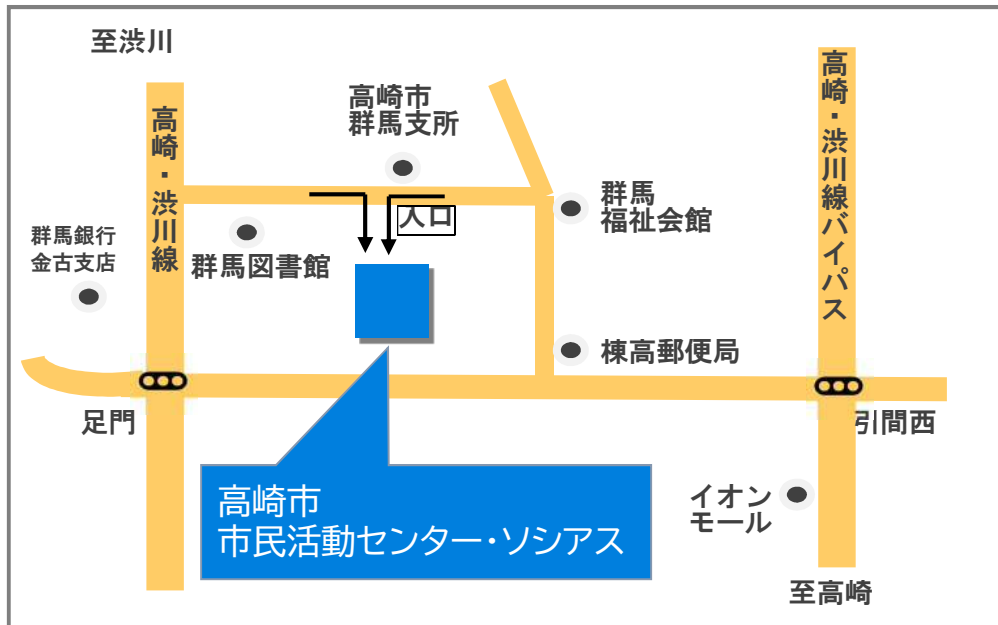 至渋川
高崎・渋川線
高崎市
群馬支所
高崎・渋川線バイパス
入口
群馬
福祉会館
群馬銀行
金古支店
群馬図書館
棟高郵便局
足門
引間西
高崎市
市民活動センター・ソシアス
イオン
モール
至高崎